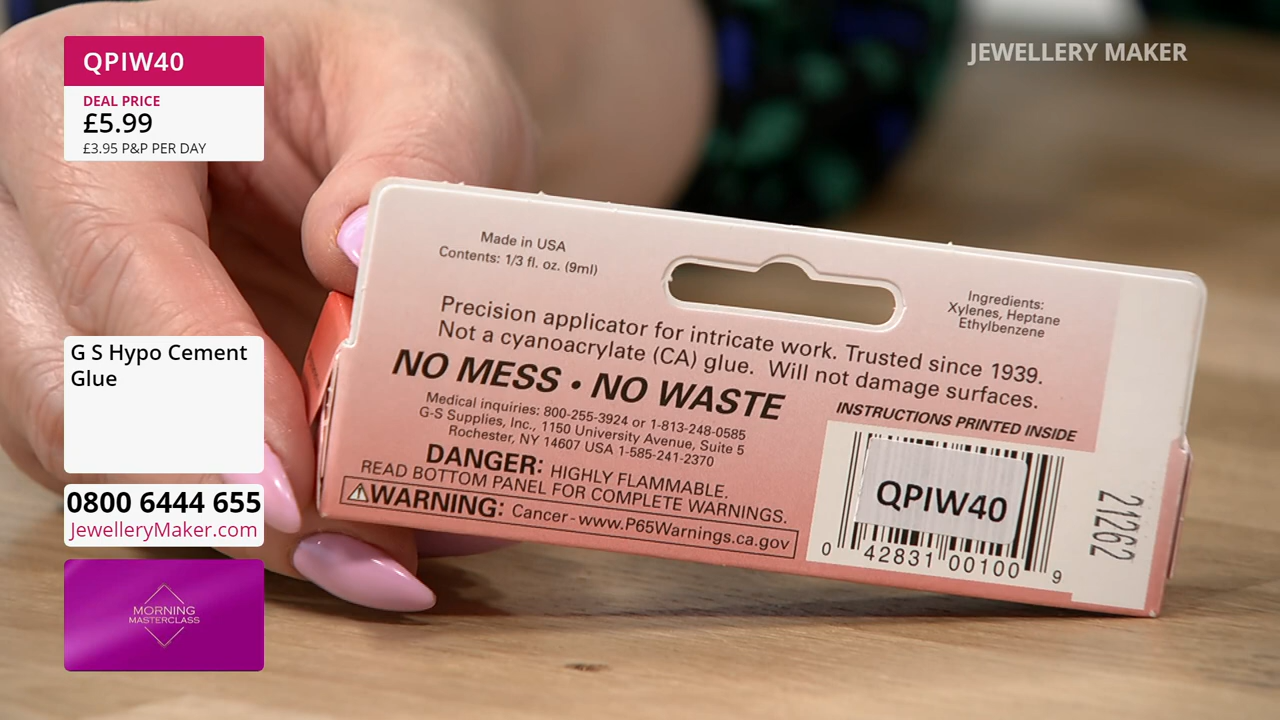 QPIW40
DEAL PRICE
£5.99
£3.95 P&P PER DAY
JEWELLERY MAKER
G S Hypo Cement
Glue
0800 6444 655
JewelleryMaker.com
MORNING
MASTERCLASS
Made in USA
Contents: 1/3 fl. oz. (9ml)
Ingredients:
Xylenes, Heptane
Ethylbenzene
Precision applicator for intricate work. Trusted since 1939.
Not a cyanoacrylate (CA) glue. Will not damage surfaces.
NO MESS • NO WASTE
INSTRUCTIONS PRINTED INSIDE
Medical inquiries: 800-255-3924 or 1-813-248-0585
G-S Supplies, Inc., 1150 University Avenue, Suite 5
Rochester, NY 14607 USA 1-585-241-2370
DANGER: HIGHLY FLAMMABLE.
READ BOTTOM PANEL FOR COMPLETE WARNINGS.
⚠WARNING: Cancer - www.P65Warnings.ca.gov
QPIW40
0 42831 00100 9
21262